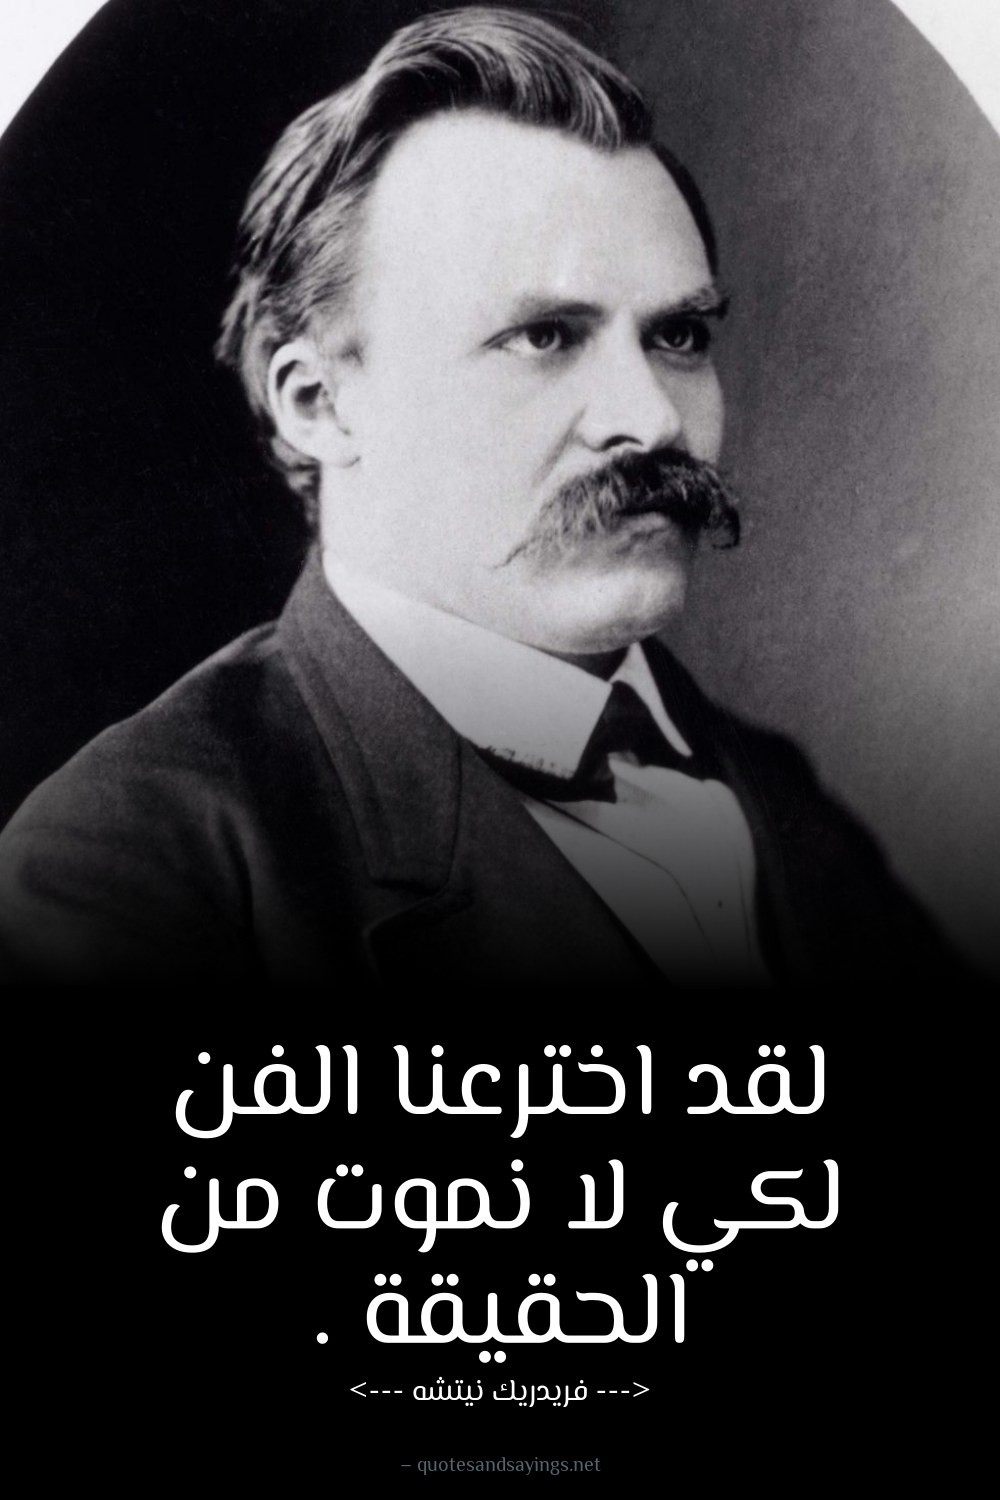 لقد اخترعنا الفن
لكي لا نموت من
الحقيقة .
<--- فريدريك نيتشه --->
– quotesandsayings.net